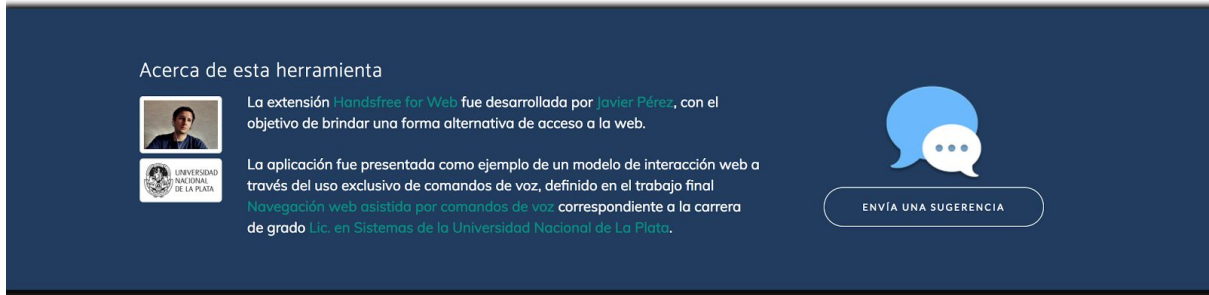 Acerca de esta herramienta
La extensión Handsfree for Web fue desarrollada por Javier Pérez, con el
objetivo de brindar una forma alternativa de acceso a la web.
UNIVERSIDAD
NACIONAL
DE LA PLATA
La aplicación fue presentada como ejemplo de un modelo de interacción web a
través del uso exclusivo de comandos de voz, definido en el trabajo final
Navegación web asistida por comandos de voz correspondiente a la carrera
de grado Lic. en Sistemas de la Universidad Nacional de La Plata.
ENVÍA UNA SUGERENCIA